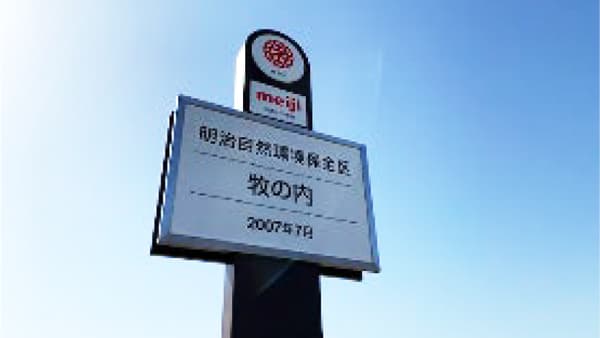 meiji
明治自然環境保全区
牧の内
2007年7月